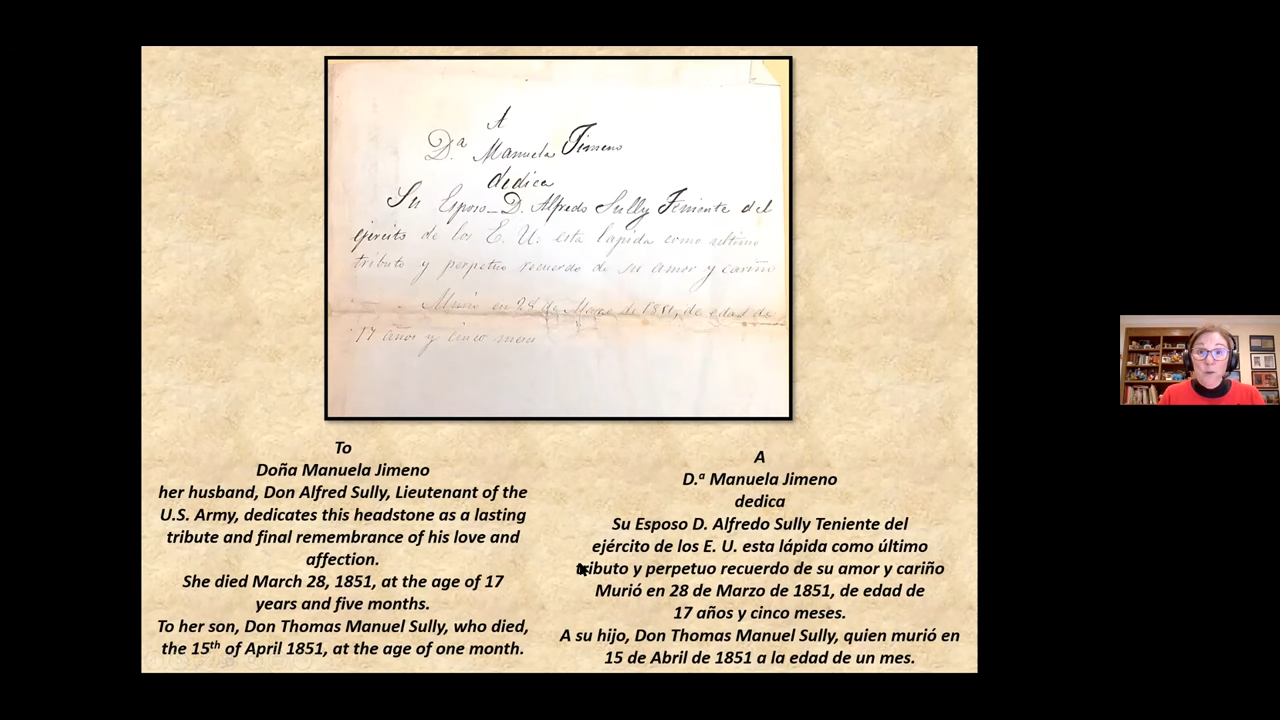 A
D.ª Manuela Jimeno
dedica
Su Esposo D. Alfredo Sully Teniente del
ejército de los E. U. esta lapida como ultimo
tributo y perpetuo recuerdo de su amor y cariño
Murio en 28 de Marzo de 1851, de edad de
17 años y cinco meses
To
Doña Manuela Jimeno
her husband, Don Alfred Sully, Lieutenant of the
U.S. Army, dedicates this headstone as a lasting
tribute and final remembrance of his love and
affection.
She died March 28, 1851, at the age of 17
years and five months.
To her son, Don Thomas Manuel Sully, who died,
the 15th of April 1851, at the age of one month.
A
D.ª Manuela Jimeno
dedica
Su Esposo D. Alfredo Sully Teniente del
ejército de los E. U. esta lápida como último
tributo y perpetuo recuerdo de su amor y cariño
Murió en 28 de Marzo de 1851, de edad de
17 años y cinco meses.
A su hijo, Don Thomas Manuel Sully, quien murió en
15 de Abril de 1851 a la edad de un mes.